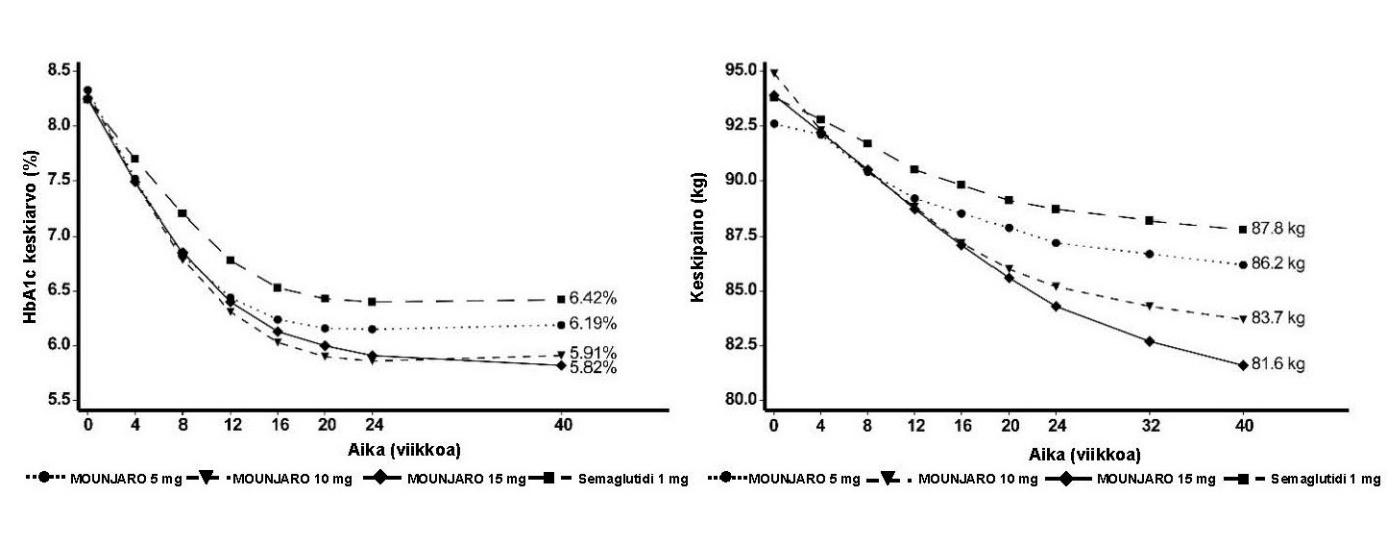 8.5
8.0
7.5
7.0
6.5
6.0
5.5
HbA1c keskiarvo (%)
6.42%
6.19%
5.91%
5.82%
0 4 8 12 16 20 24 40
Aika (viikkoa)
MOUNJARO 5 mg MOUNJARO 10 mg MOUNJARO 15 mg Semaglutidi 1 mg
95.0
92.5
90.0
87.5
85.0
82.5
80.0
Keskipaino (kg)
87.8 kg
86.2 kg
83.7 kg
81.6 kg
0 4 8 12 16 20 24 32 40
Aika (viikkoa)
MOUNJARO 5 mg MOUNJARO 10 mg MOUNJARO 15 mg Semaglutidi 1 mg